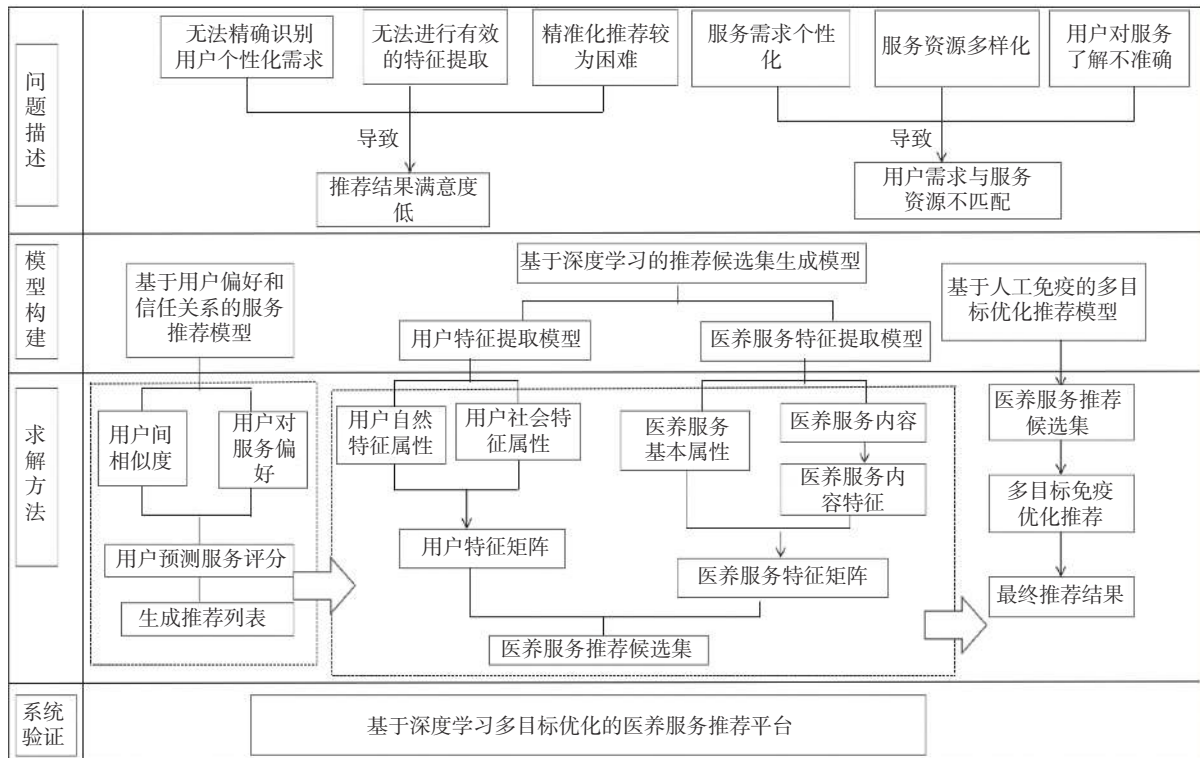 问
题
描
述
无法精确识别
用户个性化需求
无法进行有效
的特征提取
精准化推荐较
为困难
服务需求个性
化
服务资源多样化
用户对服务
了解不准确
导致
导致
推荐结果满意度
低
用户需求与服务
资源不匹配
模
型
构
建
基于用户偏好和
信任关系的服务
推荐模型
基于深度学习的推荐候选集生成模型
用户特征提取模型
医养服务特征提取模型
基于人工免疫的多目
标优化推荐模型
求
解
方
法
用户间
相似度
用户对
服务偏
好
用户预测服务评分
生成推荐列表
用户自然
特征属性
用户社会特
征属性
用户特征矩阵
医养服务
基本属性
医养服务内容
医养服务内
容特征
医养服务特征矩阵
医养服务推荐候选集
医养服务推荐
候选集
多目标免疫
优化推荐
最终推荐结果
系统
验证
基于深度学习多目标优化的医养服务推荐平台